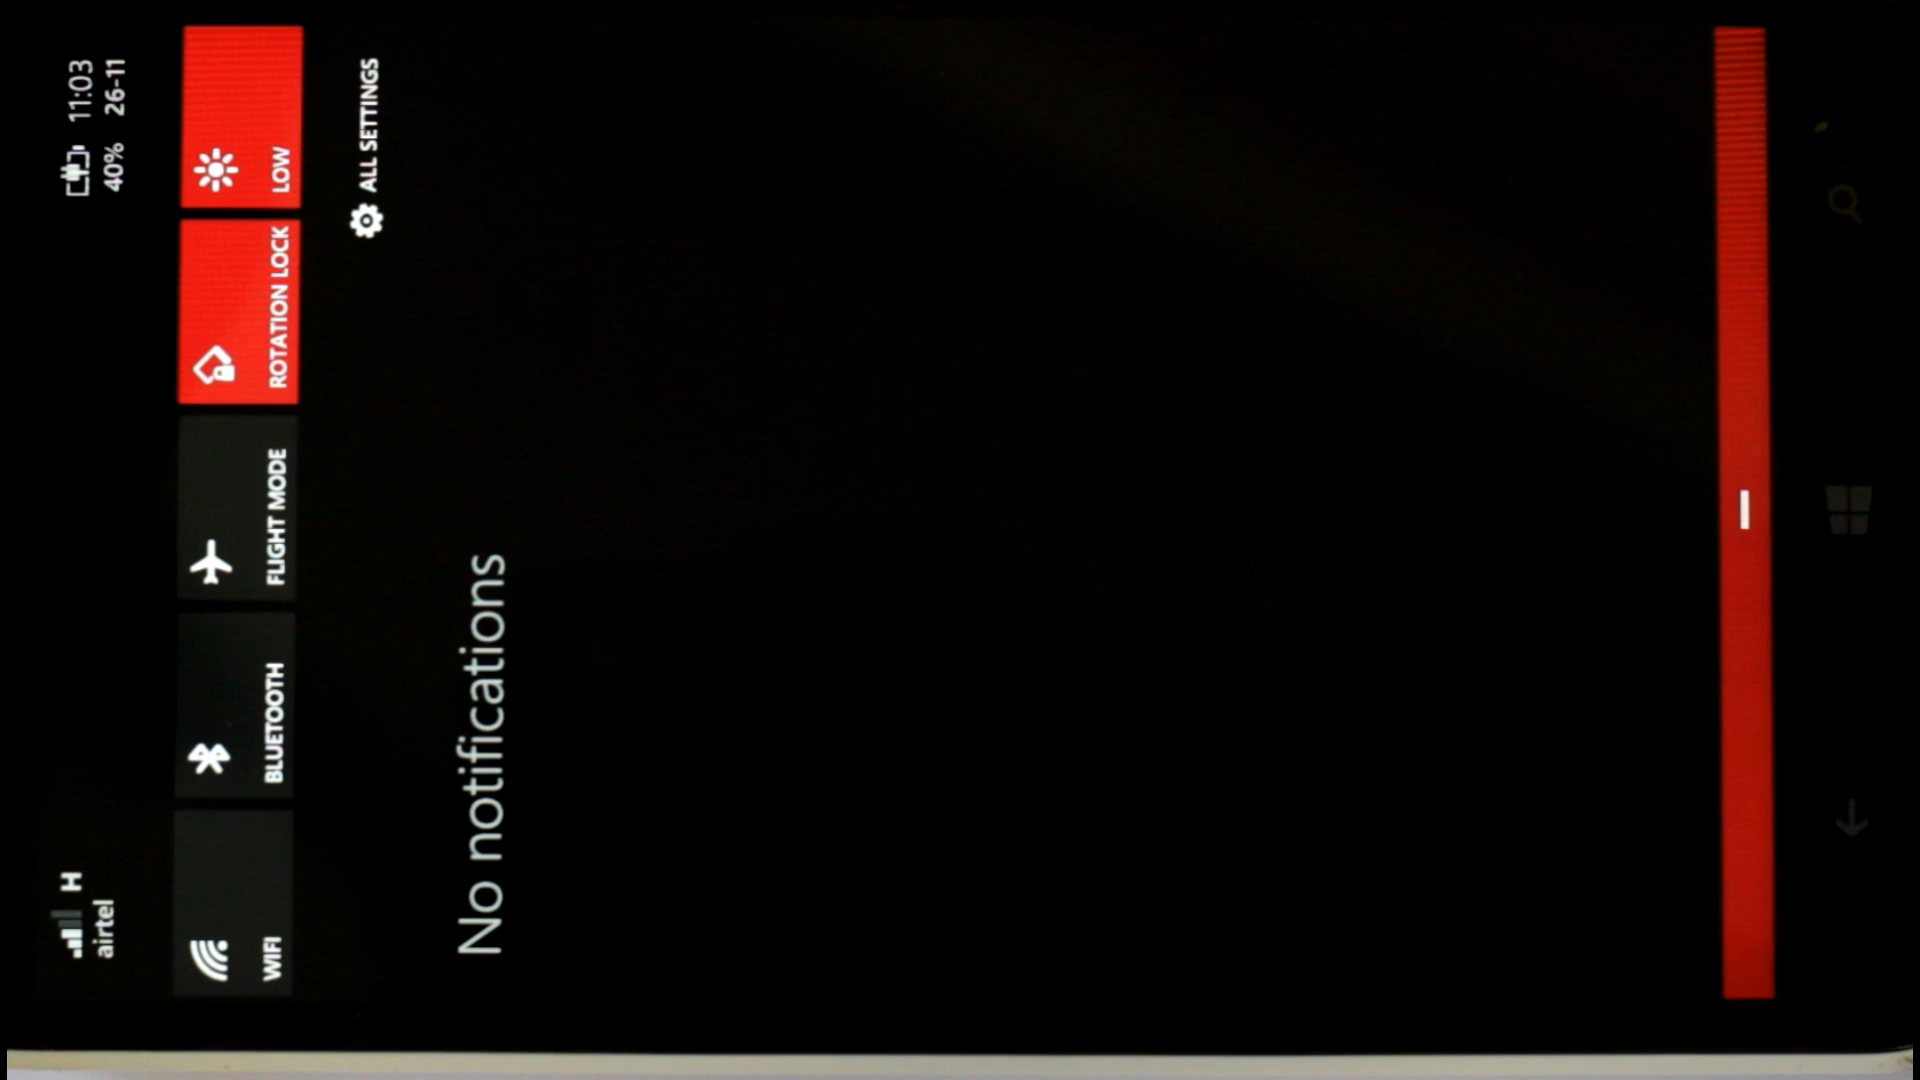 H 11:03
airtel 40% 26-11
WIFI BLUETOOTH FLIGHT MODE ROTATION LOCK LOW
ALL SETTINGS
No notifications